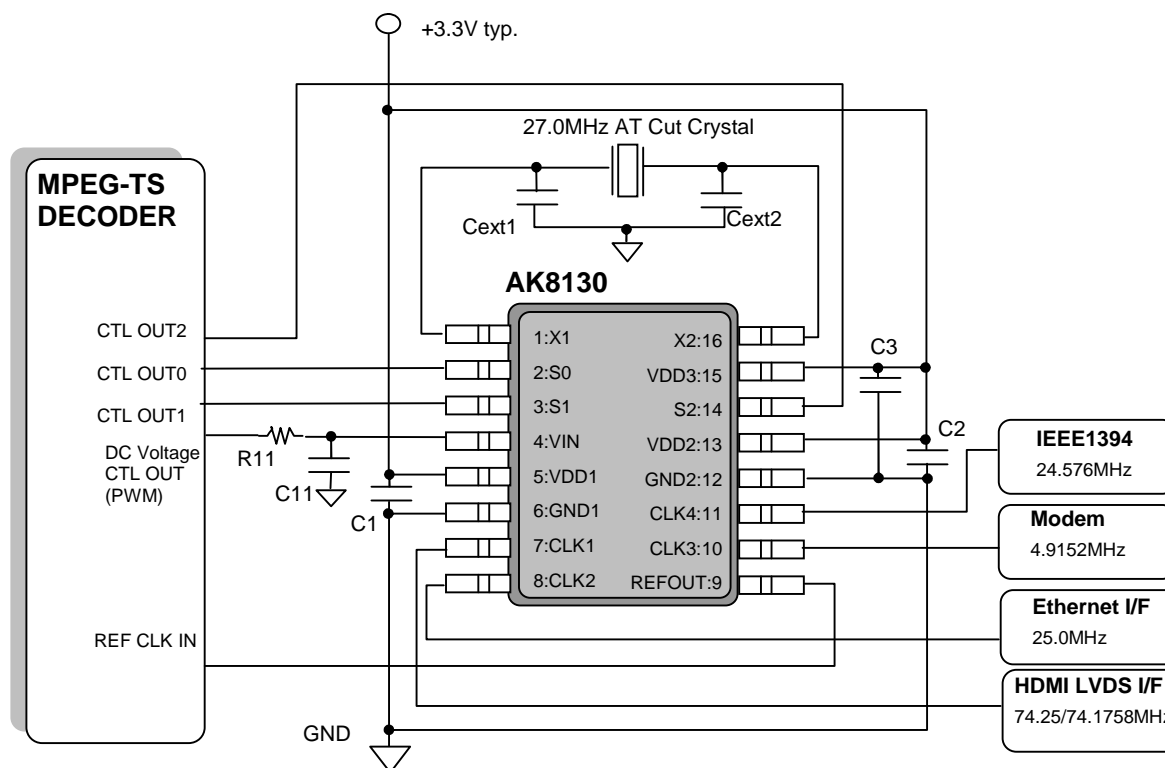 +3.3V typ.
27.0MHz AT Cut Crystal
MPEG-TS
DECODER
Cext1
Cext2
AK8130
CTL OUT2
CTL OUT0
CTL OUT1
DC Voltage
CTL OUT
(PWM)
REF CLK IN
R11
C11
C1
1:X1
2:S0
3:S1
4:VIN
5:VDD1
6:GND1
7:CLK1
8:CLK2
X2:16
VDD3:15
S2:14
VDD2:13
GND2:12
CLK4:11
CLK3:10
REFOUT:9
C3
C2
IEEE1394
24.576MHz
Modem
4.9152MHz
Ethernet I/F
25.0MHz
HDMI LVDS I/F
74.25/74.1758MHz
GND